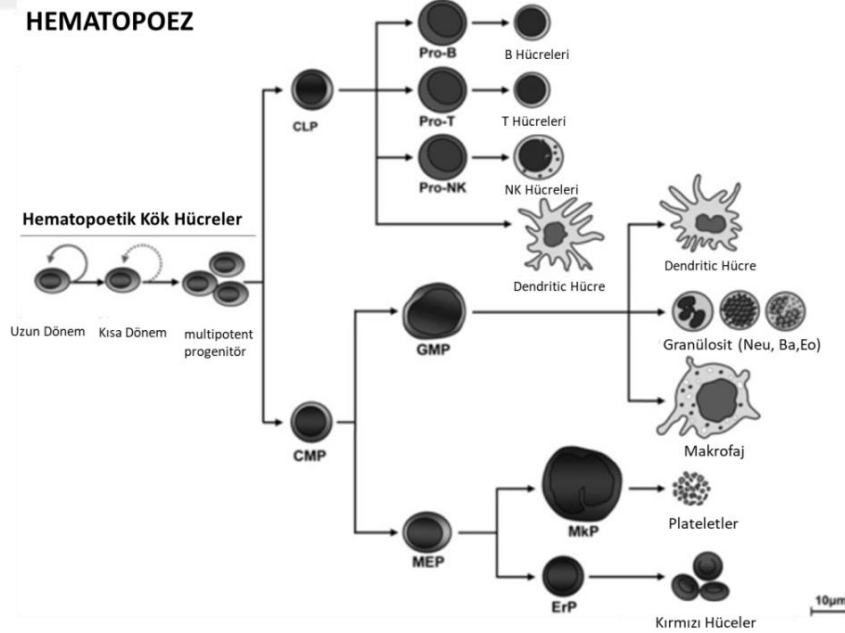 HEMATOPOEZ
Pro-B
B Hücreleri
CLP
Pro-T
T Hücreleri
Pro-NK
NK Hücreleri
Hematopoetik Kök Hücreler
Dendritic Hücre
Dendritic Hücre
Uzun Dönem
Kısa Dönem
multipotent
progenitör
GMP
Granülosit (Neu, Ba,Eo)
CMP
Makrofaj
MkP
Plateletler
MEP
ErP
Kırmızı Hüceler
10µm